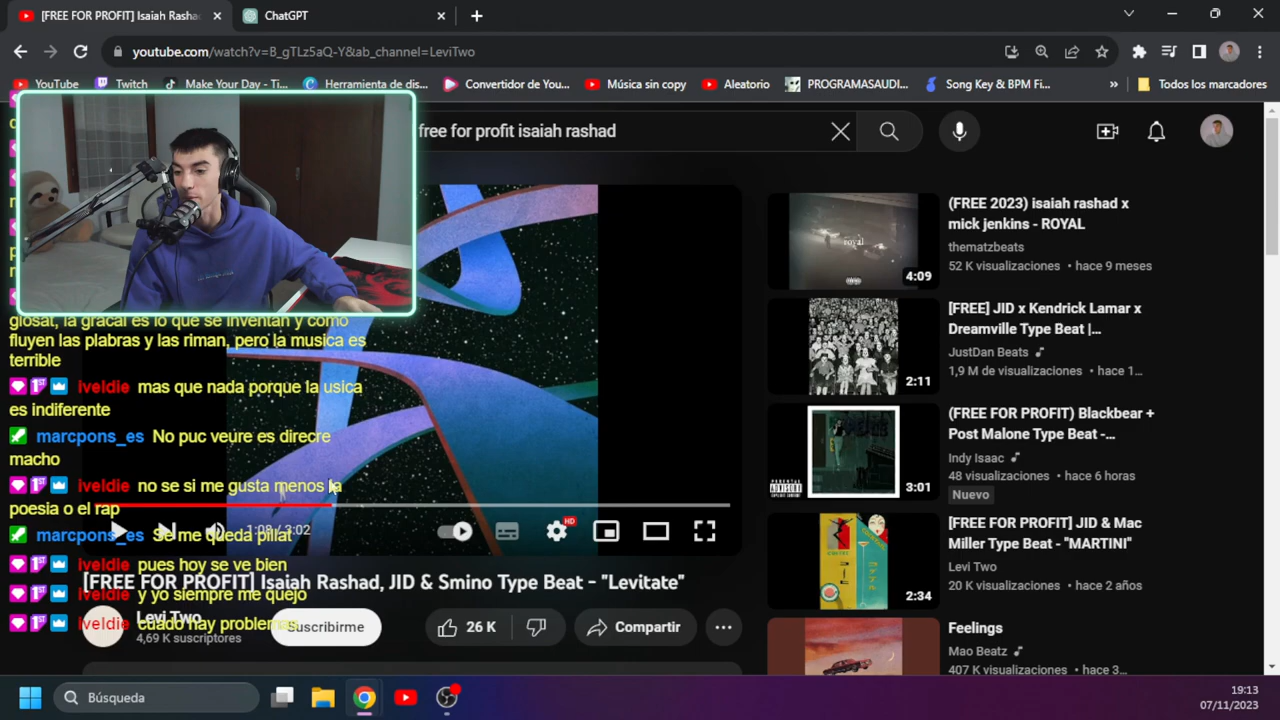 [FREE FOR PROFIT] Isaiah Rasha
ChatGPT
youtube.com/watch?v=B_gTLz5aQ-Y&ab_channel=LeviTwo
YouTube
Twitch
Make Your Day - Ti...
Herramienta de dis...
Convertidor de You...
Música sin copy
Aleatorio
PROGRAMASAUDI...
Song Key & BPM Fi...
»
Todos los marcadores
free for profit isaiah rashad
glosat, la gracai es lo que se inventan y como
fluyen las plabras y las riman, pero la musica es
terrible
iveldie mas que nada porque la usica
es indiferente
marcpons_es No puc veure es direcre
macho
iveldie no se si me gusta menos la
poesia o el rap
marcpons_es Se me queda pillat
iveldie pues hoy se ve bien
iveldie y yo siempre me quejo
iveldie cuado hay problemas
1:08 / 3:02
HD
[FREE FOR PROFIT] Isaiah Rashad, JID & Smino Type Beat - "Levitate"
Levi Two
4,69 K suscriptores
Suscribirme
26 K
Compartir
(FREE 2023) isaiah rashad x
mick jenkins - ROYAL
thematzbeats
52 K visualizaciones • hace 9 meses
royal
4:09
[FREE] JID x Kendrick Lamar x
Dreamville Type Beat |...
JustDan Beats
1,9 M de visualizaciones • hace 1...
2:11
(FREE FOR PROFIT) Blackbear +
Post Malone Type Beat -...
Indy Isaac
48 visualizaciones • hace 6 horas
Nuevo
PARENTAL
ADVISORY
3:01
[FREE FOR PROFIT] JID & Mac
Miller Type Beat - "MARTINI"
Levi Two
20 K visualizaciones • hace 2 años
2:34
Feelings
Mao Beatz
407 K visualizaciones • hace 3...
Búsqueda
19:13
07/11/2023